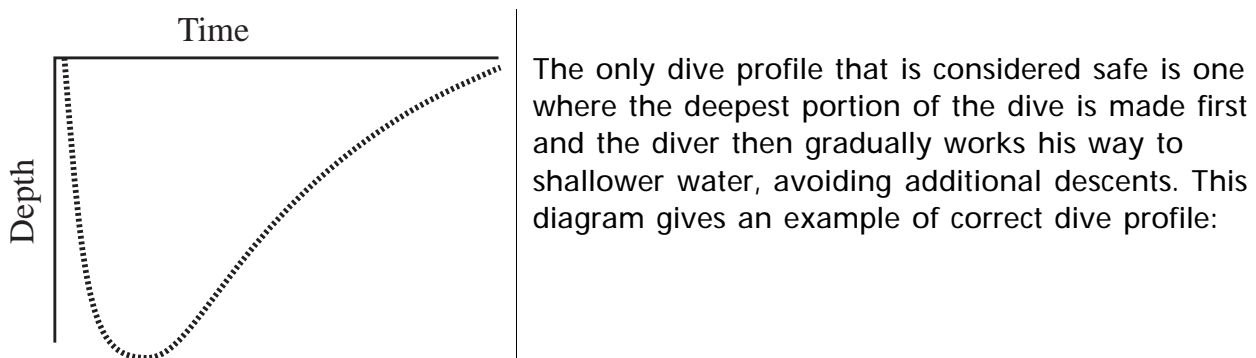 Time
Depth
The only dive profile that is considered safe is one
where the deepest portion of the dive is made first
and the diver then gradually works his way to
shallower water, avoiding additional descents. This
diagram gives an example of correct dive profile: